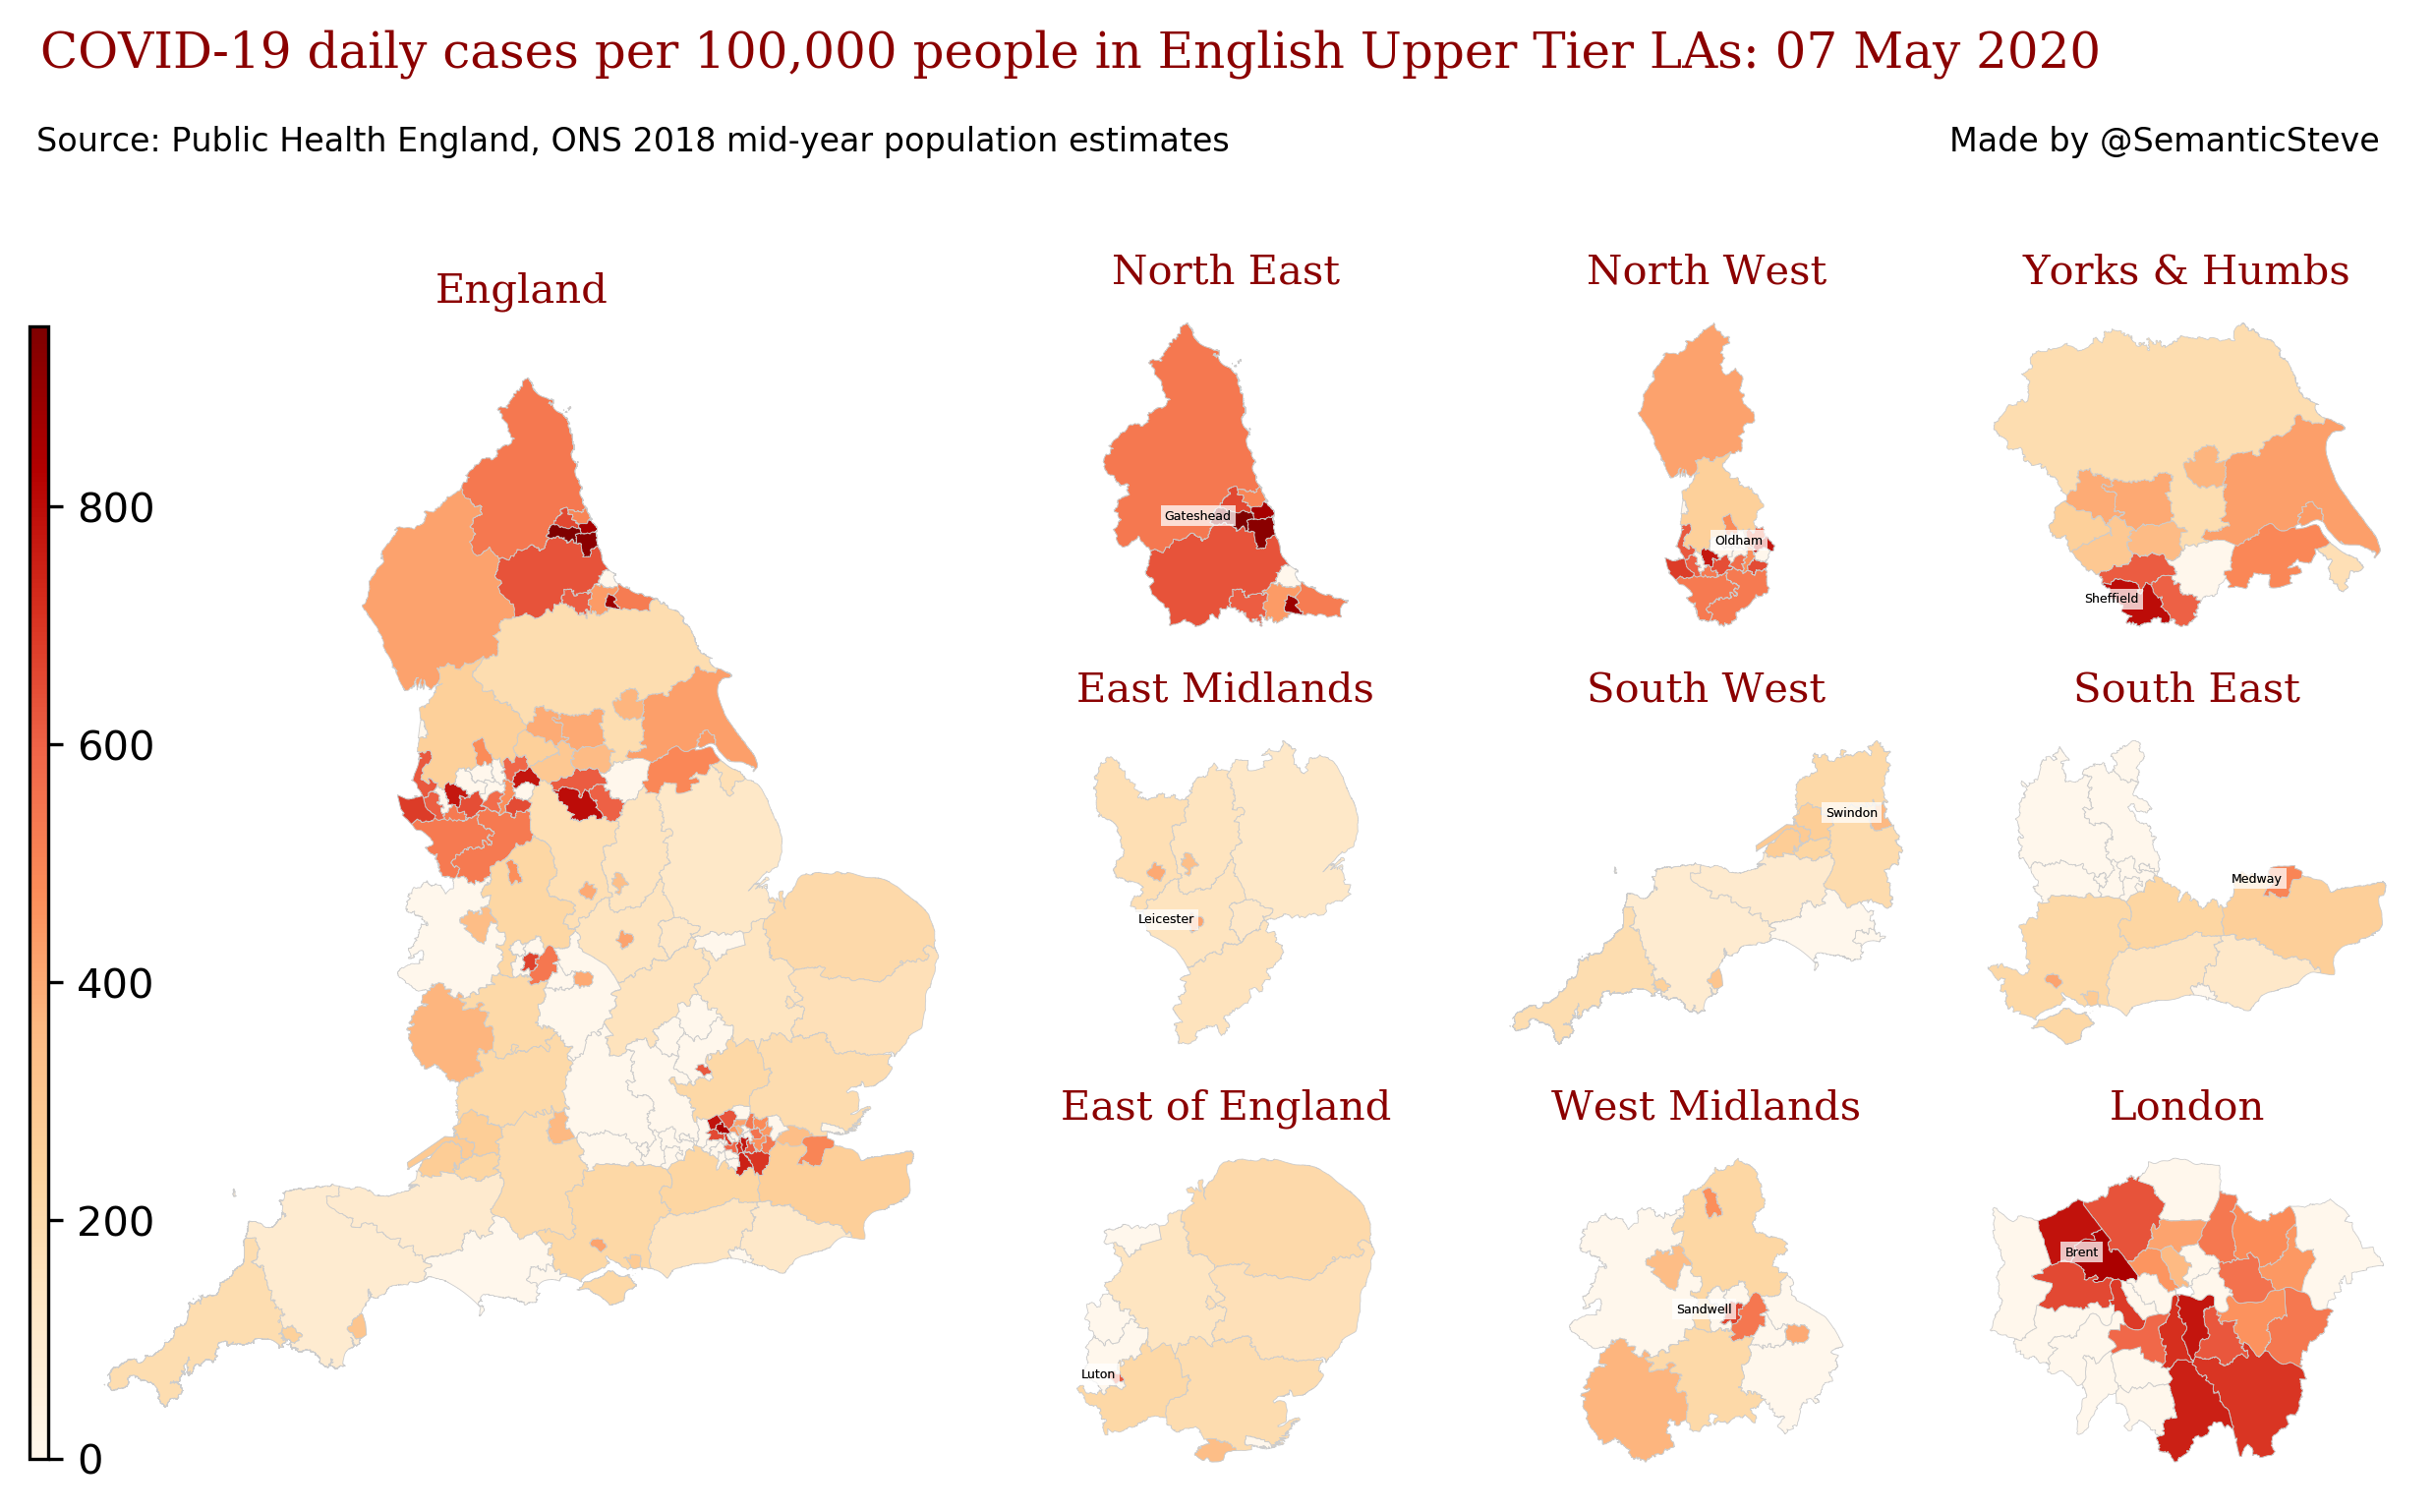 COVID-19 daily cases per 100,000 people in English Upper Tier LAs: 07 May 2020
Source: Public Health England, ONS 2018 mid-year population estimates
Made by @SemanticSteve
England
800
600
400
200
0
North East
Gateshead
North West
Oldham
Yorks & Humbs
Sheffield
East Midlands
Leicester
South West
Swindon
South East
Medway
East of England
Luton
West Midlands
Sandwell
London
Brent